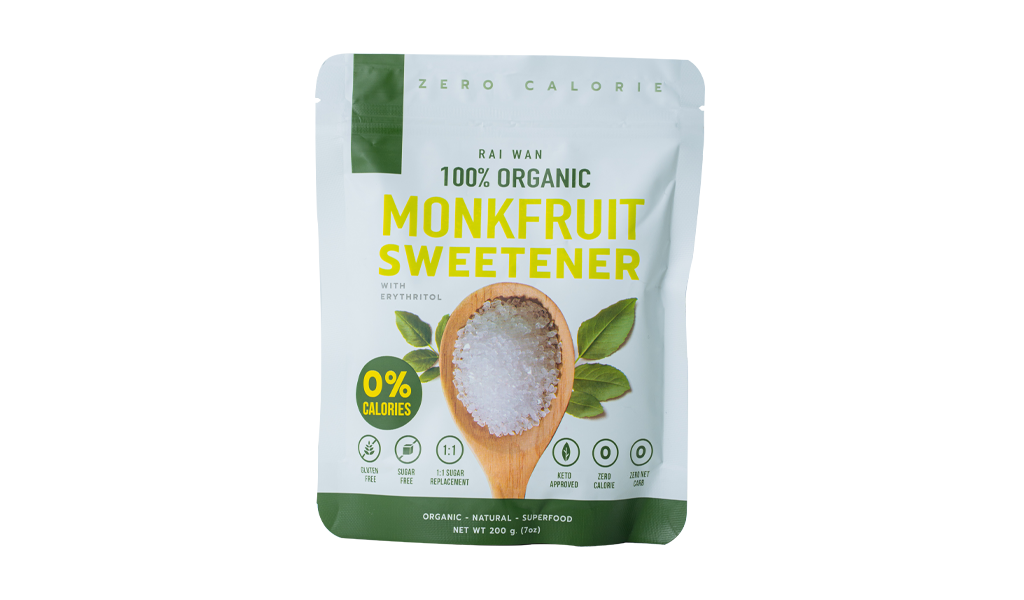 ZERO CALORIE
RAI WAN
100% ORGANIC
MONKFRUIT
SWEETENER
WITH
ERYTHRITOL
0%
CALORIES
GLUTEN
FREE
SUGAR
FREE
1:1
1:1 SUGAR
REPLACEMENT
KETO
APPROVED
0
ZERO
CALORIE
0
ZERO NET
CARB
ORGANIC - NATURAL - SUPERFOOD
NET WT 200 g. (7oz)